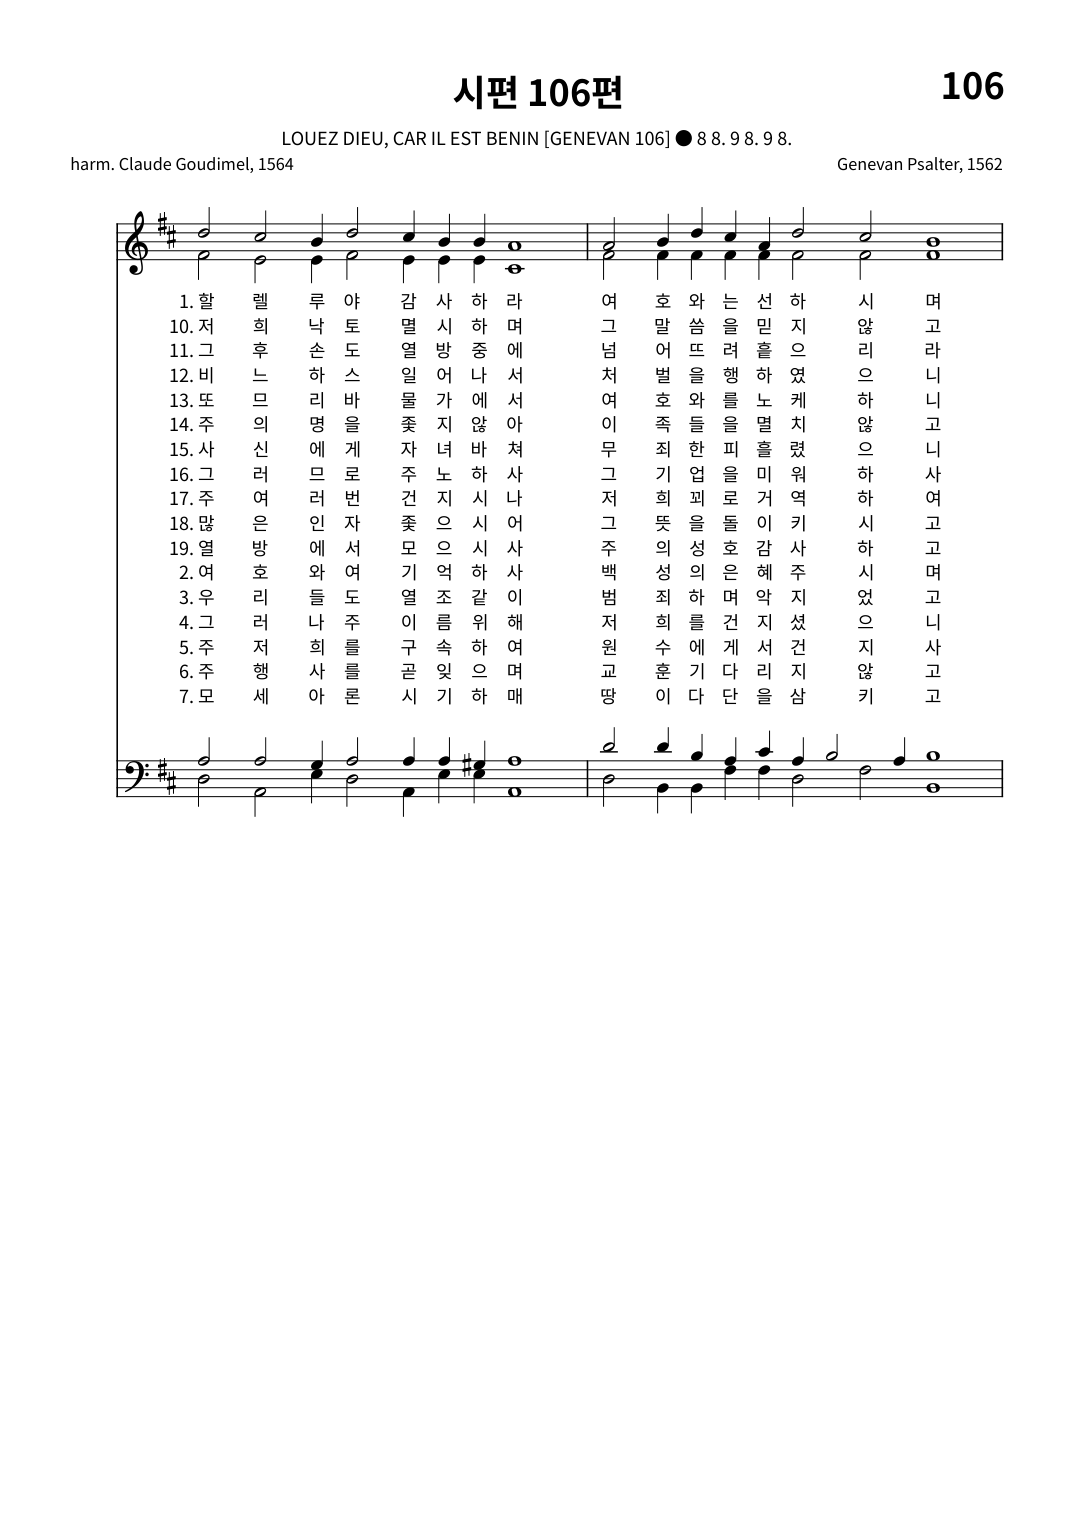 시편 106편
106
LOUEZ DIEU, CAR IL EST BENIN [GENEVAN 106] ● 8 8. 9 8. 9 8.
harm. Claude Goudimel, 1564
Genevan Psalter, 1562
1. 할 렐 루 야 감 사 하 라 여 호 와 는 선 하 시 며
10. 저 희 낙 토 멸 시 하 며 그 말 씀 을 믿 지 않 고
11. 그 후 손 도 열 방 중 에 넘 어 뜨 려 흩 으 리 라
12. 비 느 하 스 일 어 나 서 처 벌 을 행 하 였 으 니
13. 또 므 리 바 물 가 에 서 여 호 와 를 노 케 하 니
14. 주 의 명 을 좇 지 않 아 이 족 들 을 멸 치 않 고
15. 사 신 에 게 자 녀 바 쳐 무 죄 한 피 흘 렸 으 니
16. 그 러 므 로 주 노 하 사 그 기 업 을 미 워 하 사
17. 주 여 러 번 건 지 시 나 저 희 꾀 로 거 역 하 여
18. 많 은 인 자 좇 으 시 어 그 뜻 을 돌 이 키 시 고
19. 열 방 에 서 모 으 시 사 주 의 성 호 감 사 하 고
2. 여 호 와 여 기 억 하 사 백 성 의 은 혜 주 시 며
3. 우 리 들 도 열 조 같 이 범 죄 하 며 악 지 었 고
4. 그 러 나 주 이 름 위 해 저 희 를 건 지 셨 으 니
5. 주 저 희 를 구 속 하 여 원 수 에 게 서 건 지 사
6. 주 행 사 를 곧 잊 으 며 교 훈 기 다 리 지 않 고
7. 모 세 아 론 시 기 하 매 땅 이 다 단 을 삼 키 고